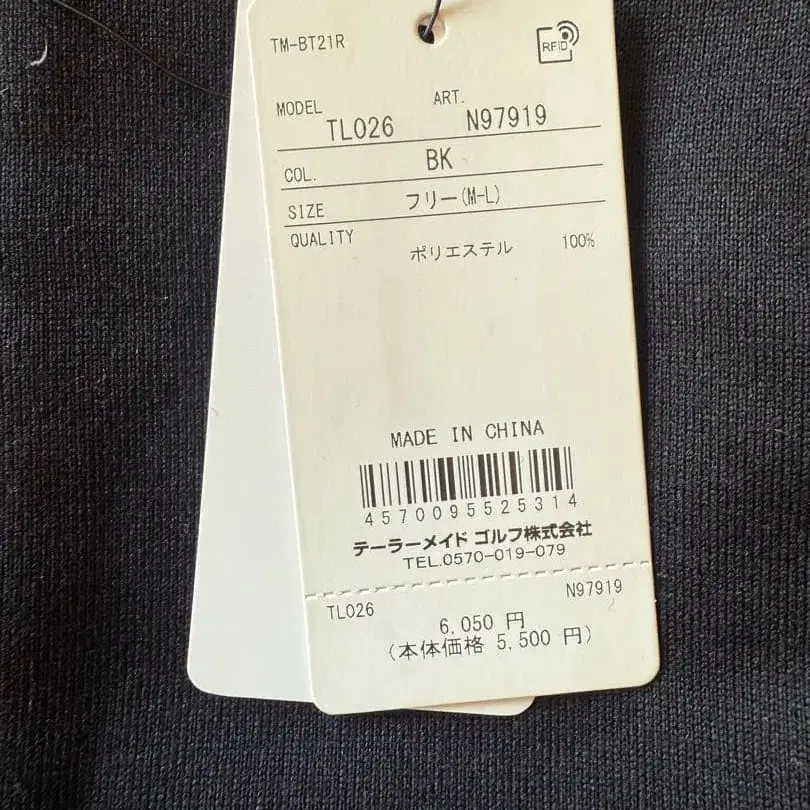 TM-BT21R
RFID
MODEL TL026 ART. N97919
COL. BK
SIZE フリー(M-L)
QUALITY ポリエステル 100%
MADE IN CHINA
4570095525314
テーラーメイド ゴルフ株式会社
TEL.0570-019-079
TL026 N97919
6,050 円
(本体価格 5,500 円)